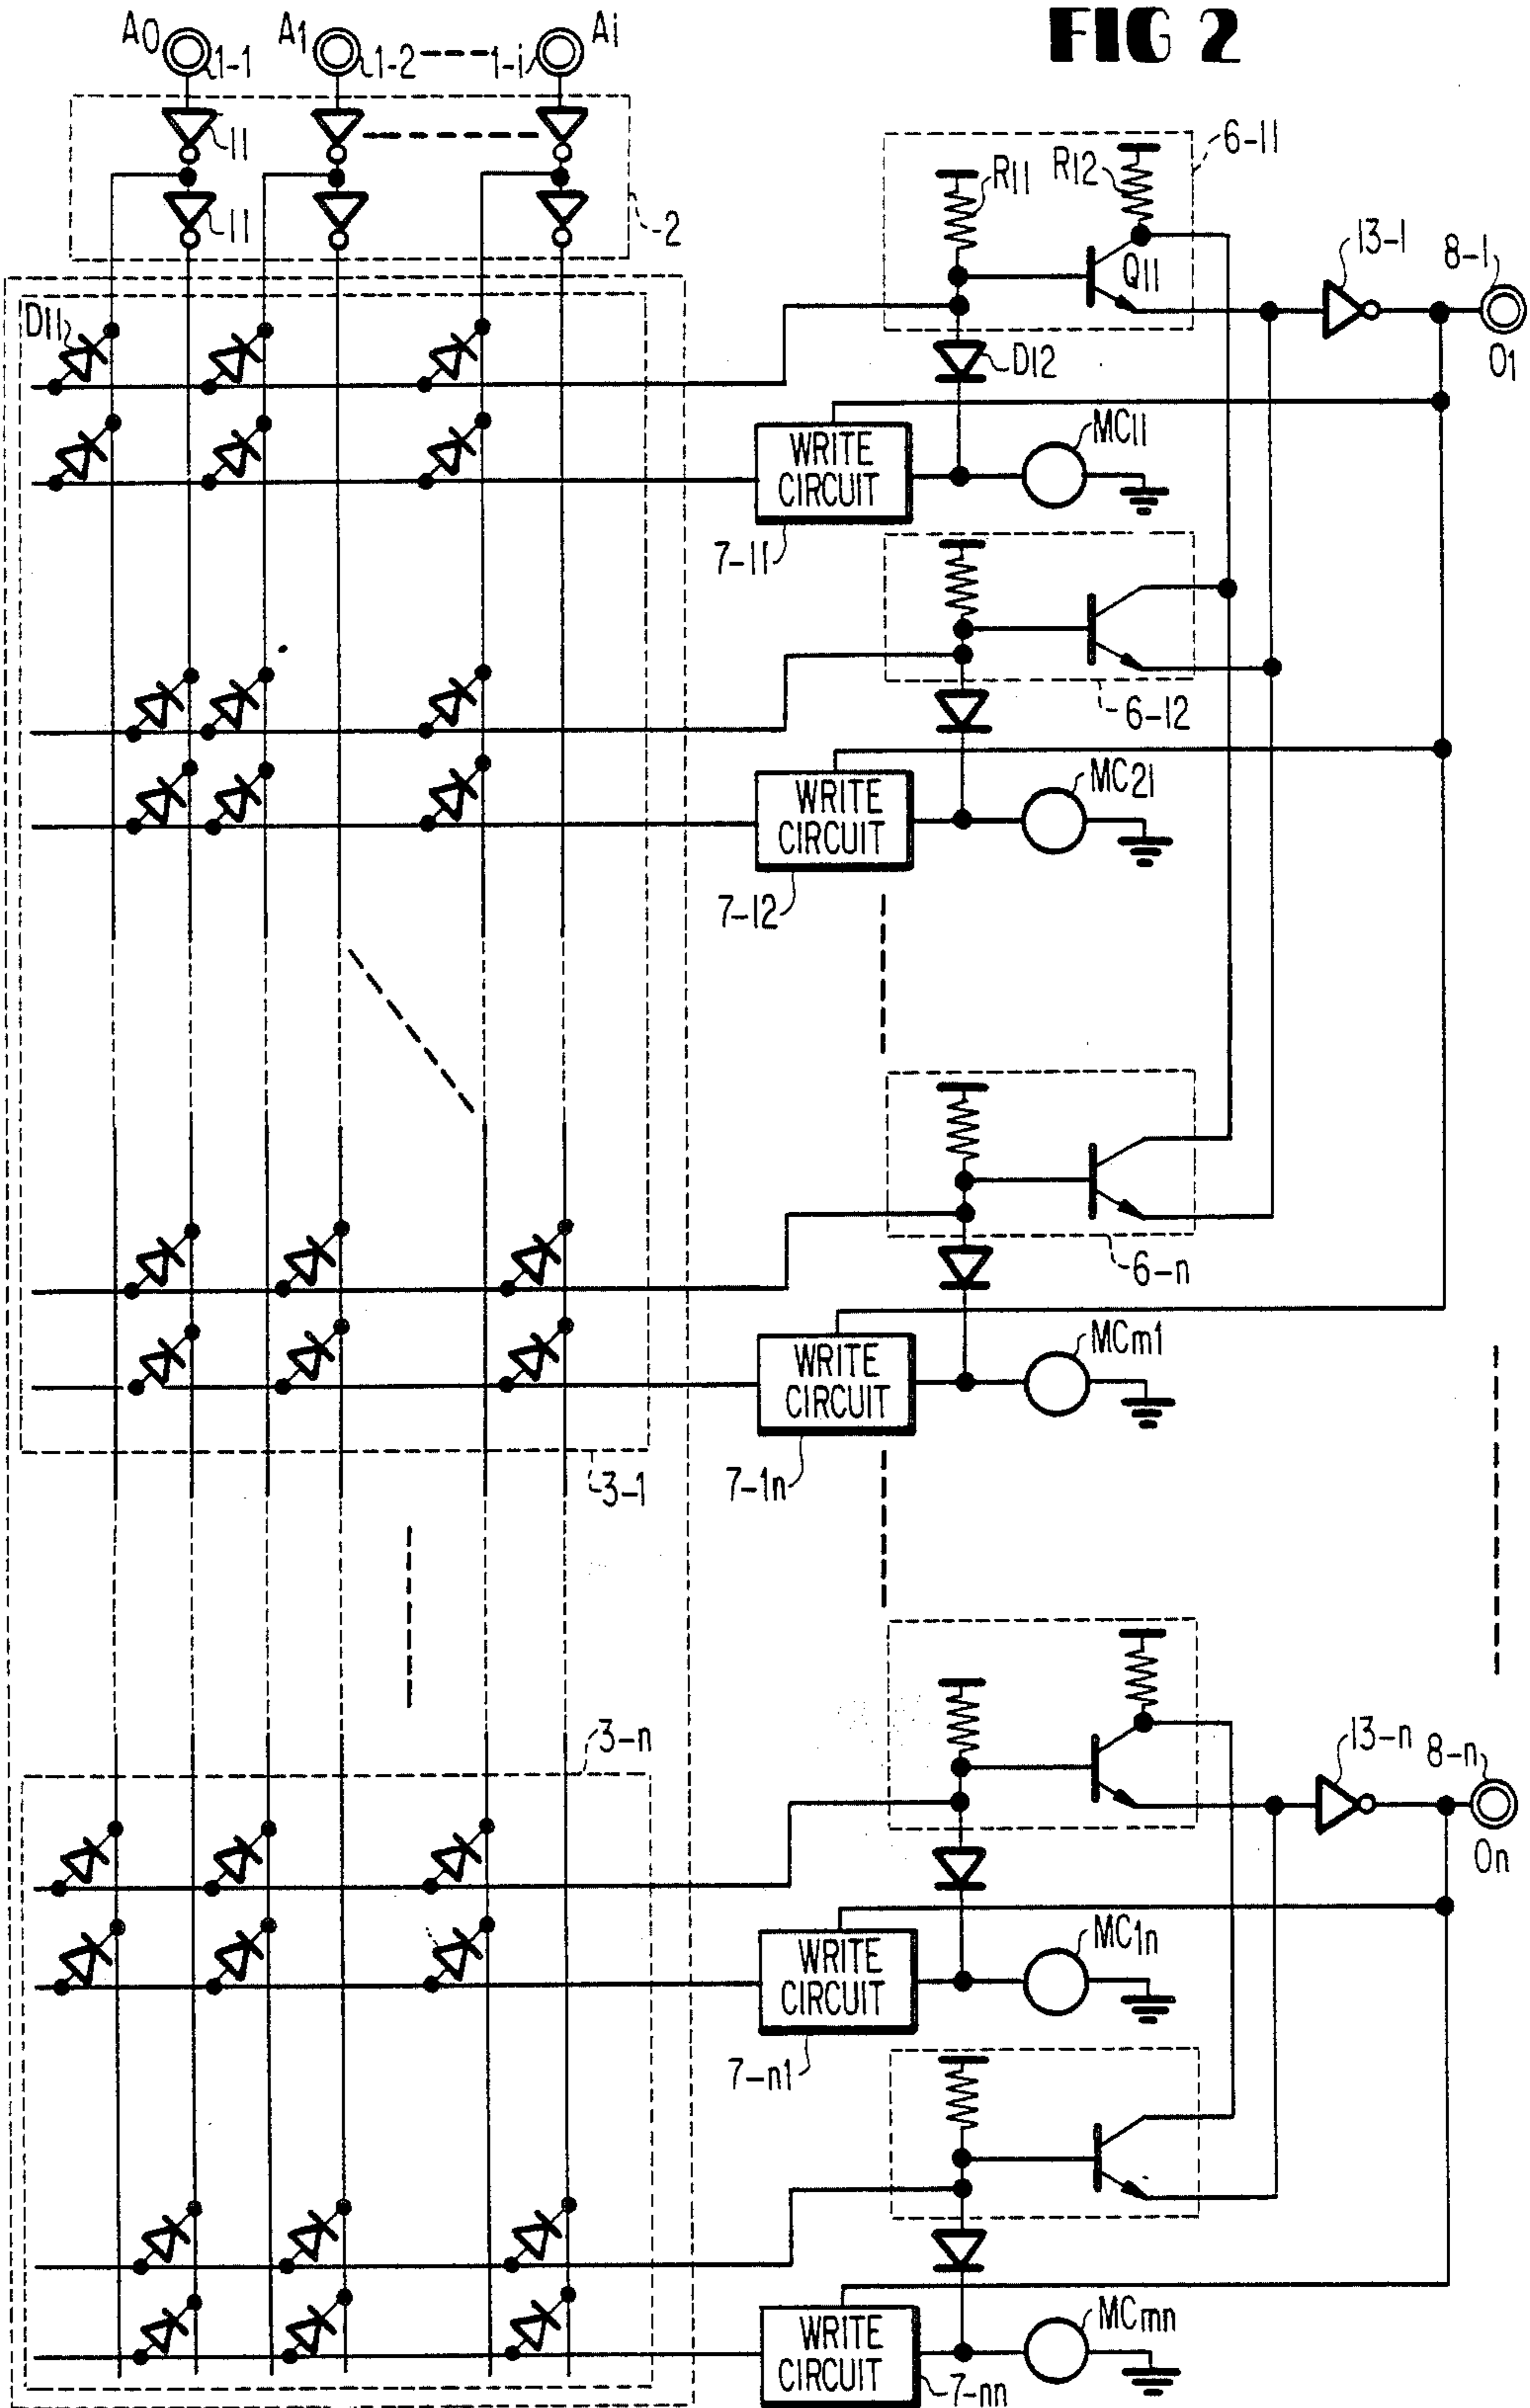 FIG 2
A0 1-1 A1 1-2 1-i Ai
11
11
2
D11
R11 R12 6-11
Q11
13-1
8-1
O1
D12
WRITE CIRCUIT
MC11
7-11
6-12
WRITE CIRCUIT
MC21
7-12
6-n
WRITE CIRCUIT
MCm1
3-1
7-1n
3-n
13-n
8-n
On
WRITE CIRCUIT
MC1n
7-n1
WRITE CIRCUIT
MCmn
7-nn